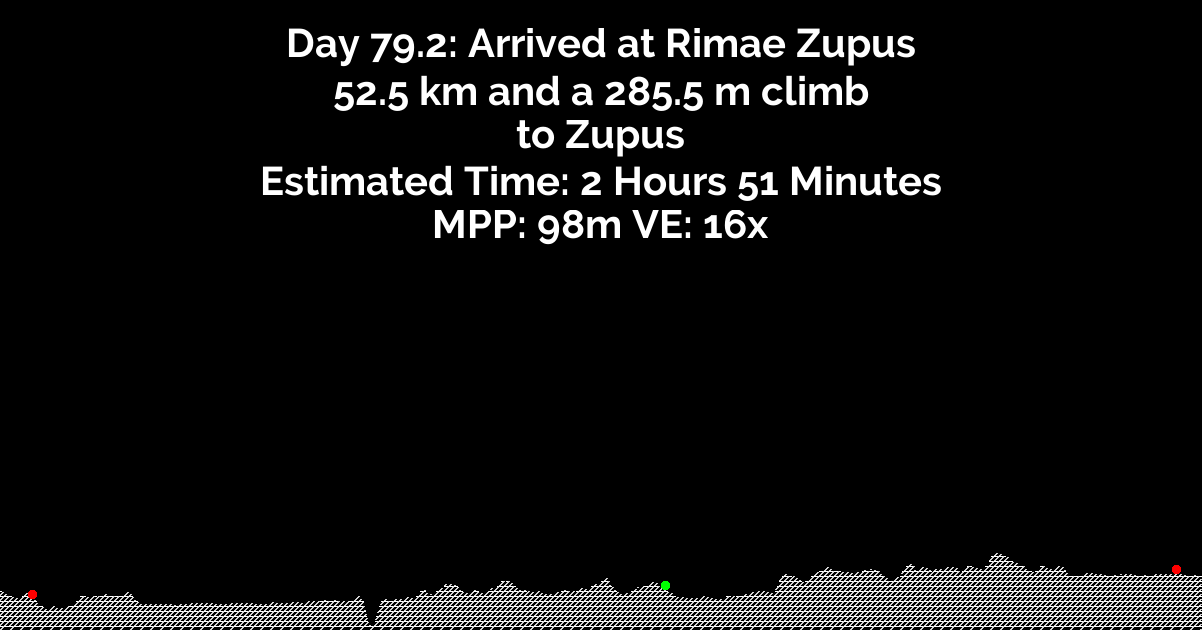 Day 79.2: Arrived at Rimae Zupus
52.5 km and a 285.5 m climb
to Zupus
Estimated Time: 2 Hours 51 Minutes
MPP: 98m VE: 16x